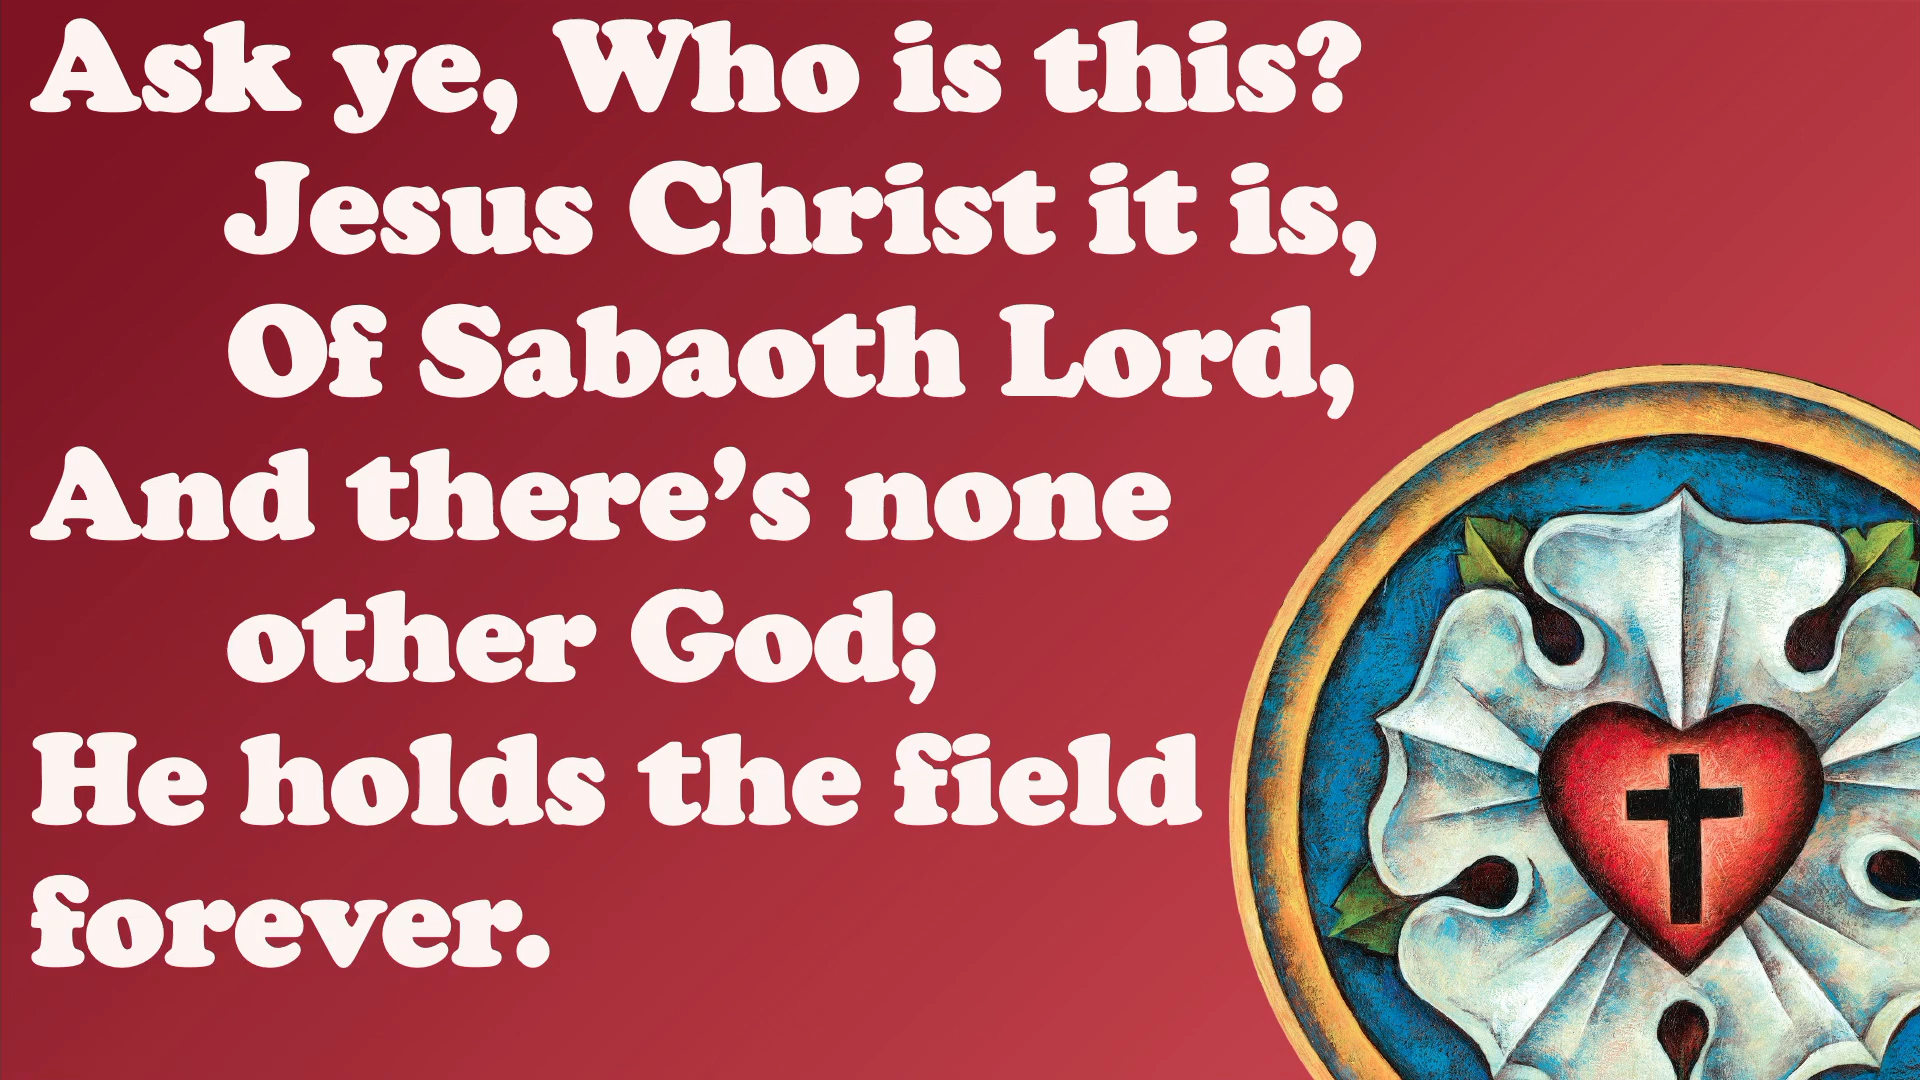 Ask ye, Who is this?
Jesus Christ it is,
Of Sabaoth Lord,
And there’s none
other God;
He holds the field
forever.